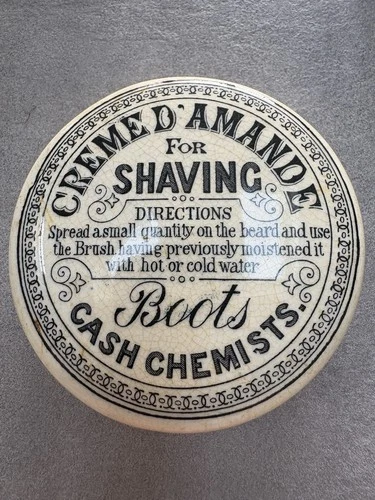 CREME D'AMANDE
FOR
SHAVING
DIRECTIONS
Spread a small quantity on the beard and use
the Brush having previously moistened it
with hot or cold water
Boots
CASH CHEMISTS.